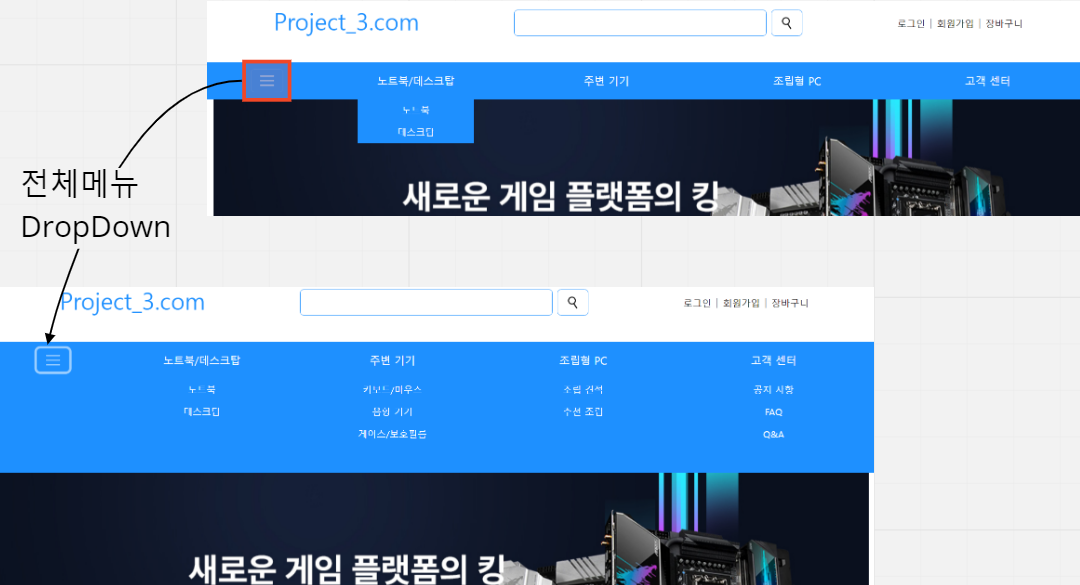 Project_3.com
로그인 | 회원가입 | 장바구니
노트북/데스크탑 주변 기기 조립형 PC 고객 센터
노트북
데스크탑
새로운 게임 플랫폼의 킹
전체메뉴
DropDown
Project_3.com
로그인 | 회원가입 | 장바구니
노트북/데스크탑 주변 기기 조립형 PC 고객 센터
노트북 키보드/마우스 조립 견적 공지 사항
데스크탑 음향 기기 수선 조립 FAQ
케이스/보호필름 Q&A
새로운 게임 플랫폼의 킹